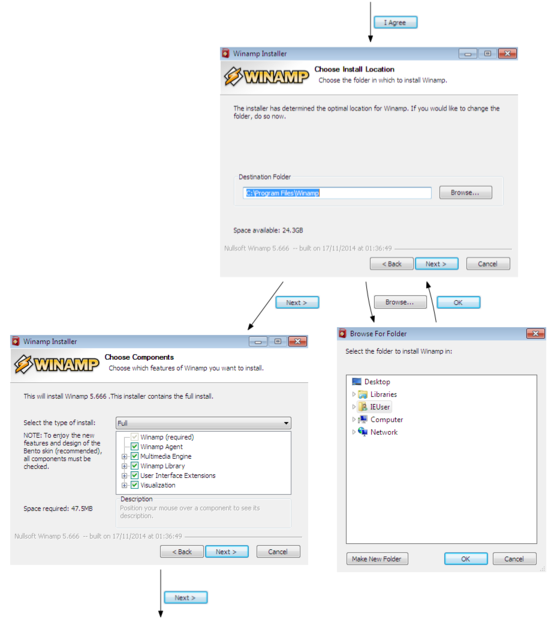 I Agree
Winamp Installer
WINAMP
Choose Install Location
Choose the folder in which to install Winamp.
The installer has determined the optimal location for Winamp. If you would like to change the
folder, do so now.
Destination Folder
C:\Program Files\Winamp
Browse...
Space available: 24.3GB
Nullsoft Winamp 5.666 -- built on 17/11/2014 at 01:36:49
< Back
Next >
Cancel
Next >
Browse...
OK
Winamp Installer
WINAMP
Choose Components
Choose which features of Winamp you want to install.
This will install Winamp 5.666 .This installer contains the full install.
Select the type of install:
Full
NOTE: To enjoy the new
features and design of the
Bento skin (recommended),
all components must be
checked.
Winamp (required)
Winamp Agent
Multimedia Engine
Winamp Library
User Interface Extensions
Visualization
Space required: 47.5MB
Description
Position your mouse over a component to see its
description.
Nullsoft Winamp 5.666 -- built on 17/11/2014 at 01:36:49
< Back
Next >
Cancel
Browse For Folder
Select the folder to install Winamp in:
Desktop
Libraries
IEUser
Computer
Network
Make New Folder
OK
Cancel
Next >